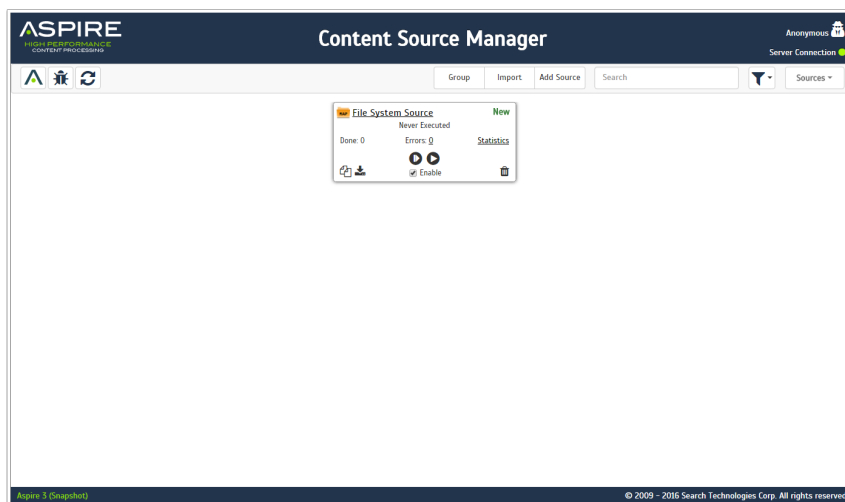 ASPIRE
HIGH PERFORMANCE
CONTENT PROCESSING
Content Source Manager
Anonymous
Server Connection
Group Import Add Source Search Sources
File System Source New
Never Executed
Done: 0 Errors: 0 Statistics
Enable
Aspire 3 (Snapshot) © 2009 - 2016 Search Technologies Corp. All rights reserved